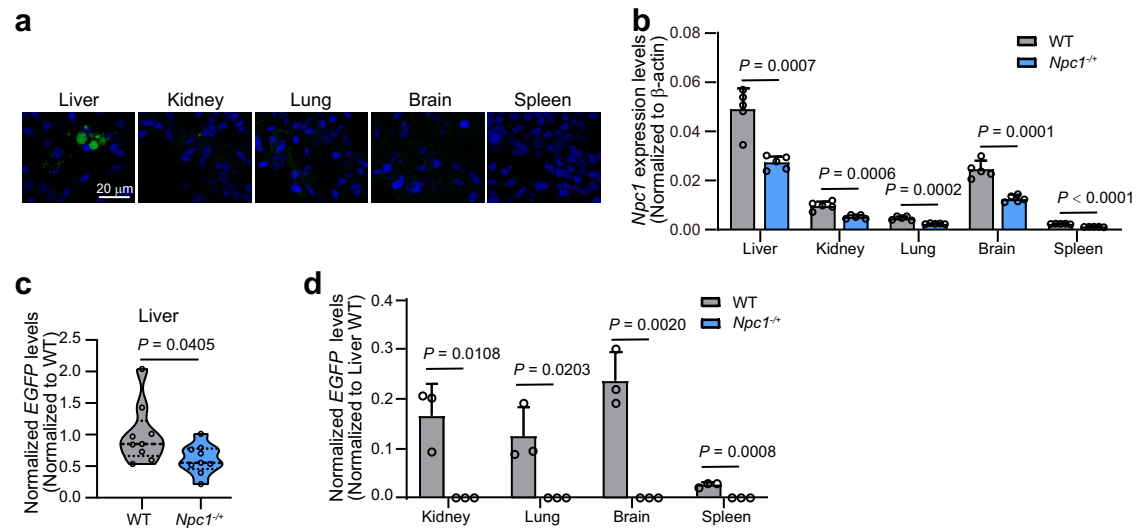 a
Liver Kidney Lung Brain Spleen
20 μm
b
Npc1 expression levels
(Normalized to β-actin)
0.08
0.06
0.04
0.02
0.00
WT
Npc1-/+
P = 0.0007
P = 0.0006
P = 0.0002
P = 0.0001
P < 0.0001
Liver Kidney Lung Brain Spleen
c
Liver
Normalized EGFP levels
(Normalized to WT)
2.5
2.0
1.5
1.0
0.5
0.0
P = 0.0405
WT Npc1-/+
d
Normalized EGFP levels
(Normalized to Liver WT)
0.4
0.3
0.2
0.1
0.0
WT
Npc1-/+
P = 0.0108
P = 0.0203
P = 0.0020
P = 0.0008
Kidney Lung Brain Spleen